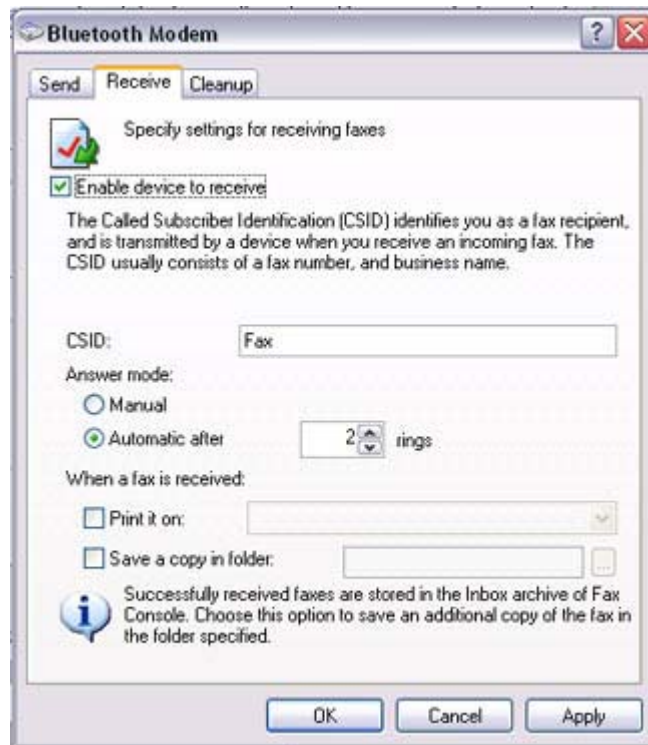 Bluetooth Modem
Send Receive Cleanup
Specify settings for receiving faxes
Enable device to receive
The Called Subscriber Identification (CSID) identifies you as a fax recipient,
and is transmitted by a device when you receive an incoming fax. The
CSID usually consists of a fax number, and business name.
CSID: Fax
Answer mode:
Manual
Automatic after 2 rings
When a fax is received:
Print it on:
Save a copy in folder: ...
Successfully received faxes are stored in the Inbox archive of Fax
Console. Choose this option to save an additional copy of the fax in
the folder specified.
OK Cancel Apply